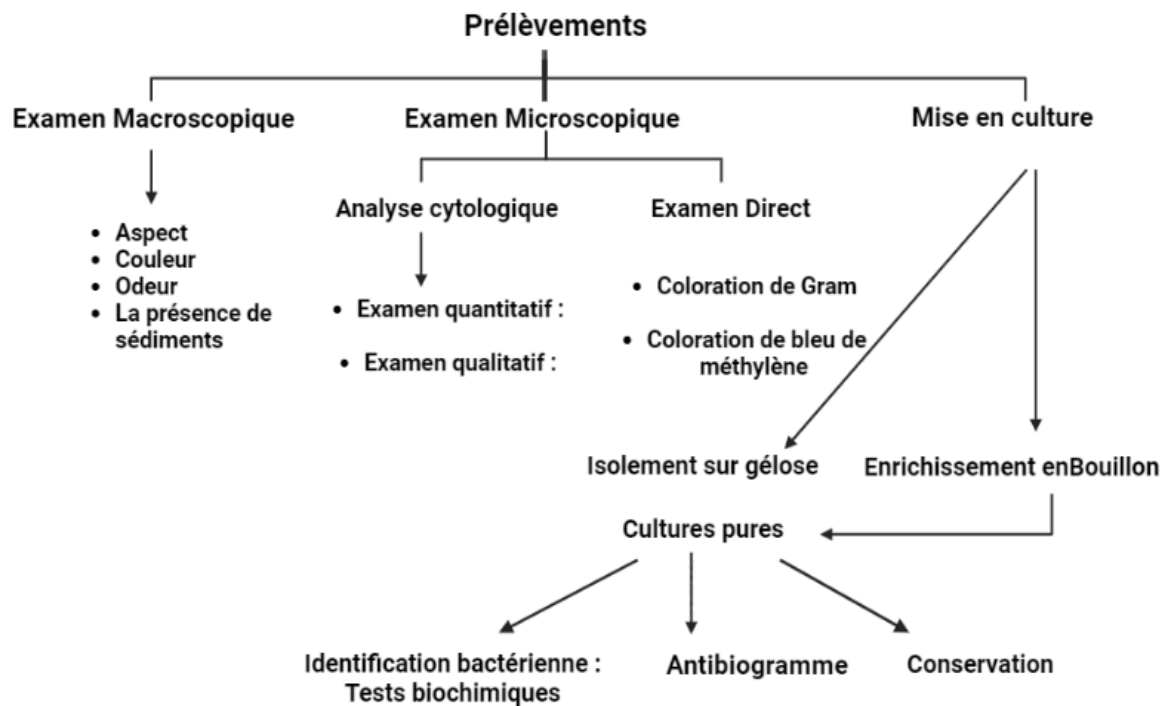 Prélèvements
Examen Macroscopique
Examen Microscopique
Mise en culture
Analyse cytologique
Examen Direct
• Aspect
• Couleur
• Odeur
• La présence de
sédiments
• Examen quantitatif :
• Examen qualitatif :
• Coloration de Gram
• Coloration de bleu de
méthylène
Isolement sur gélose
Enrichissement enBouillon
Cultures pures
Identification bactérienne :
Tests biochimiques
Antibiogramme
Conservation